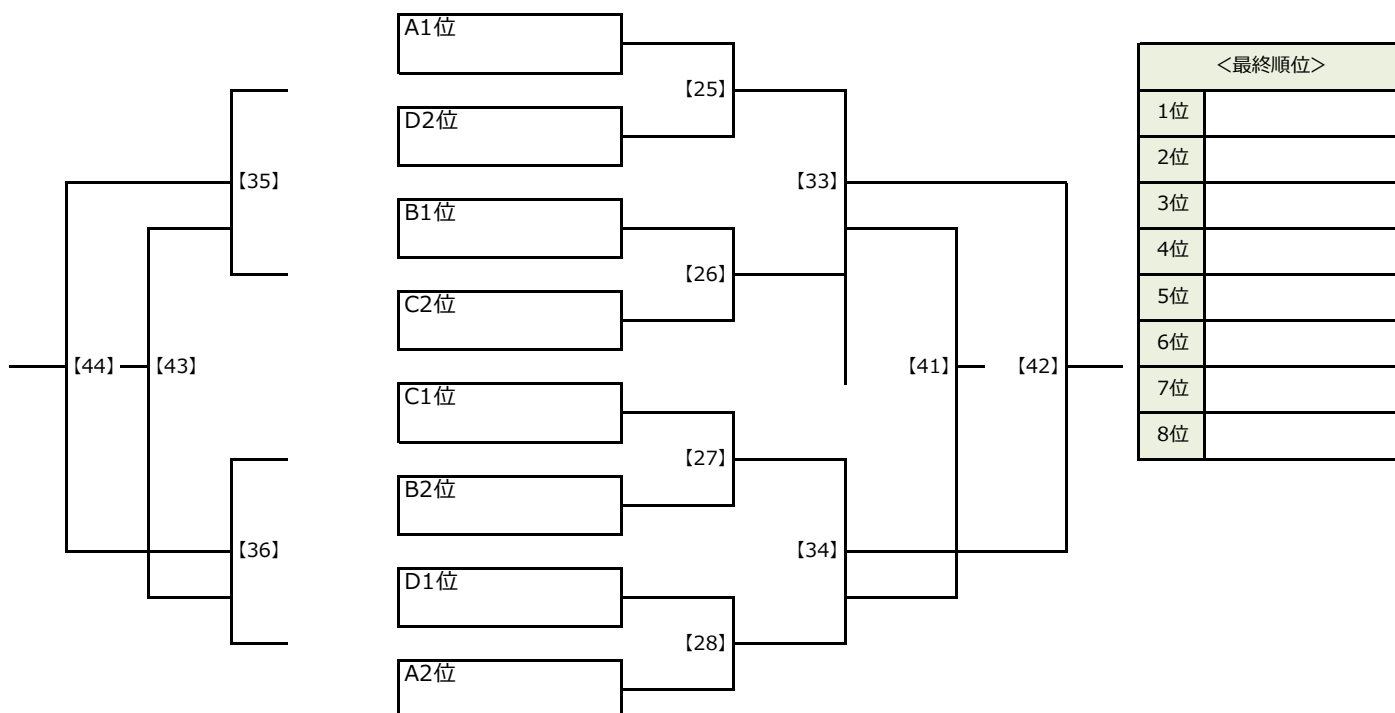 A1位
【25】
D2位
【35】
【33】
B1位
【26】
C2位
【44】
【43】
【41】
【42】
C1位
【27】
B2位
【36】
【34】
D1位
【28】
A2位
＜最終順位＞
1位
2位
3位
4位
5位
6位
7位
8位